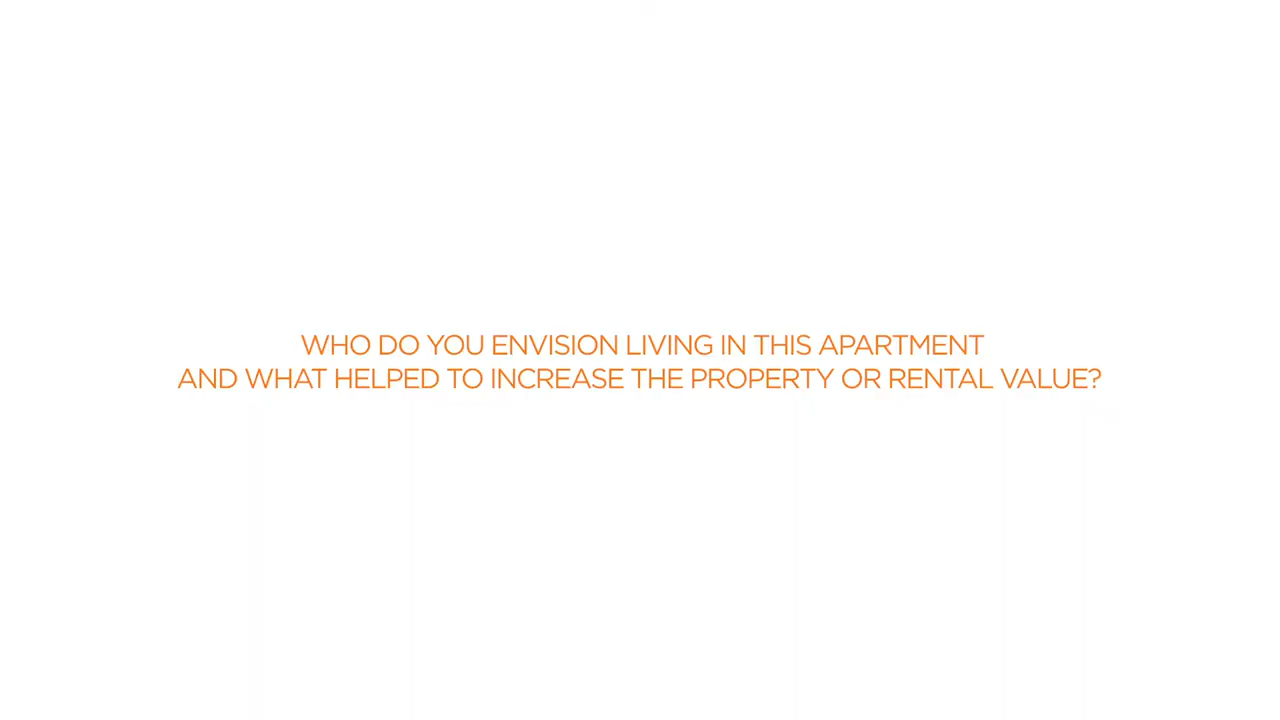 WHO DO YOU ENVISION LIVING IN THIS APARTMENT
AND WHAT HELPED TO INCREASE THE PROPERTY OR RENTAL VALUE?